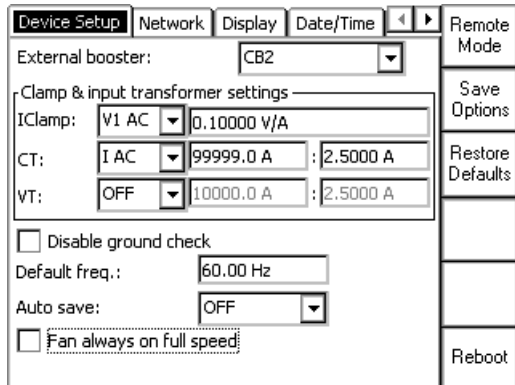 Device Setup Network Display Date/Time
External booster: CB2
Clamp & input transformer settings
IClamp: V1 AC 0.10000 V/A
CT: I AC 99999.0 A : 2.5000 A
VT: OFF 10000.0 A : 2.5000 A
Disable ground check
Default freq.: 60.00 Hz
Auto save: OFF
Fan always on full speed
Remote
Mode
Save
Options
Restore
Defaults
Reboot